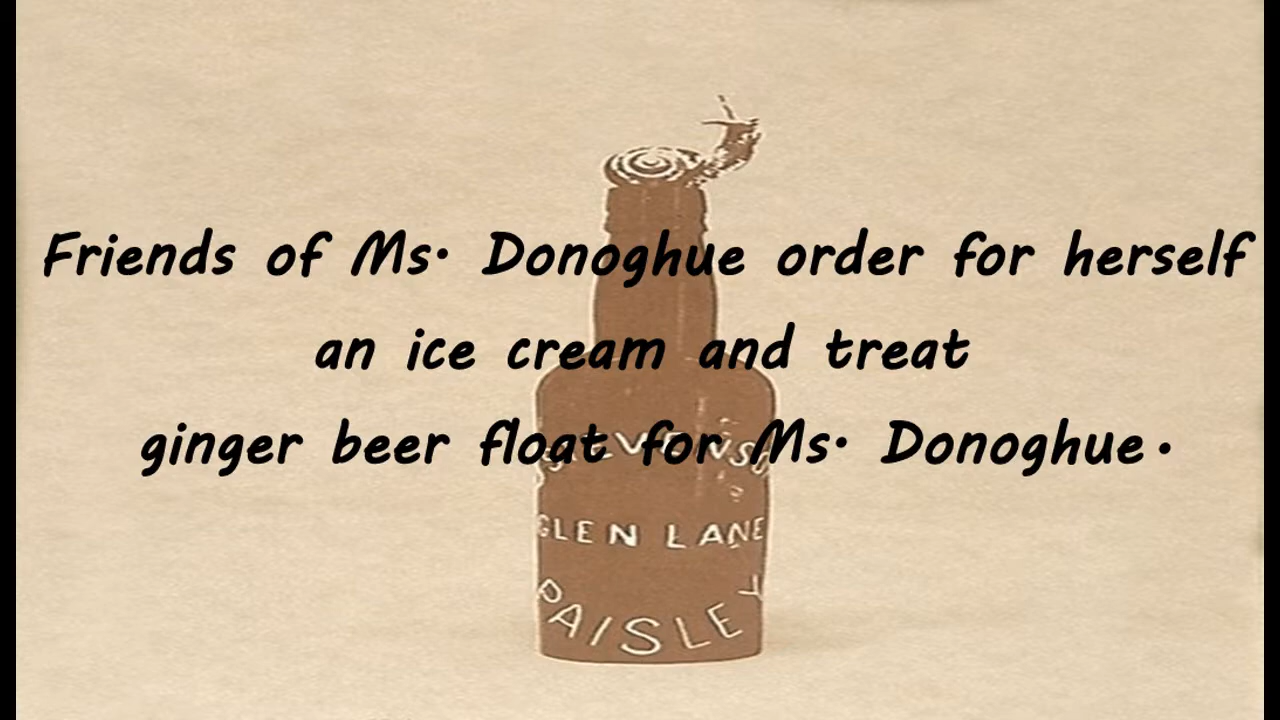 Friends of Ms. Donoghue order for herself
an ice cream and treat
ginger beer float for Ms. Donoghue.
GLEN LANE
PAISLEY